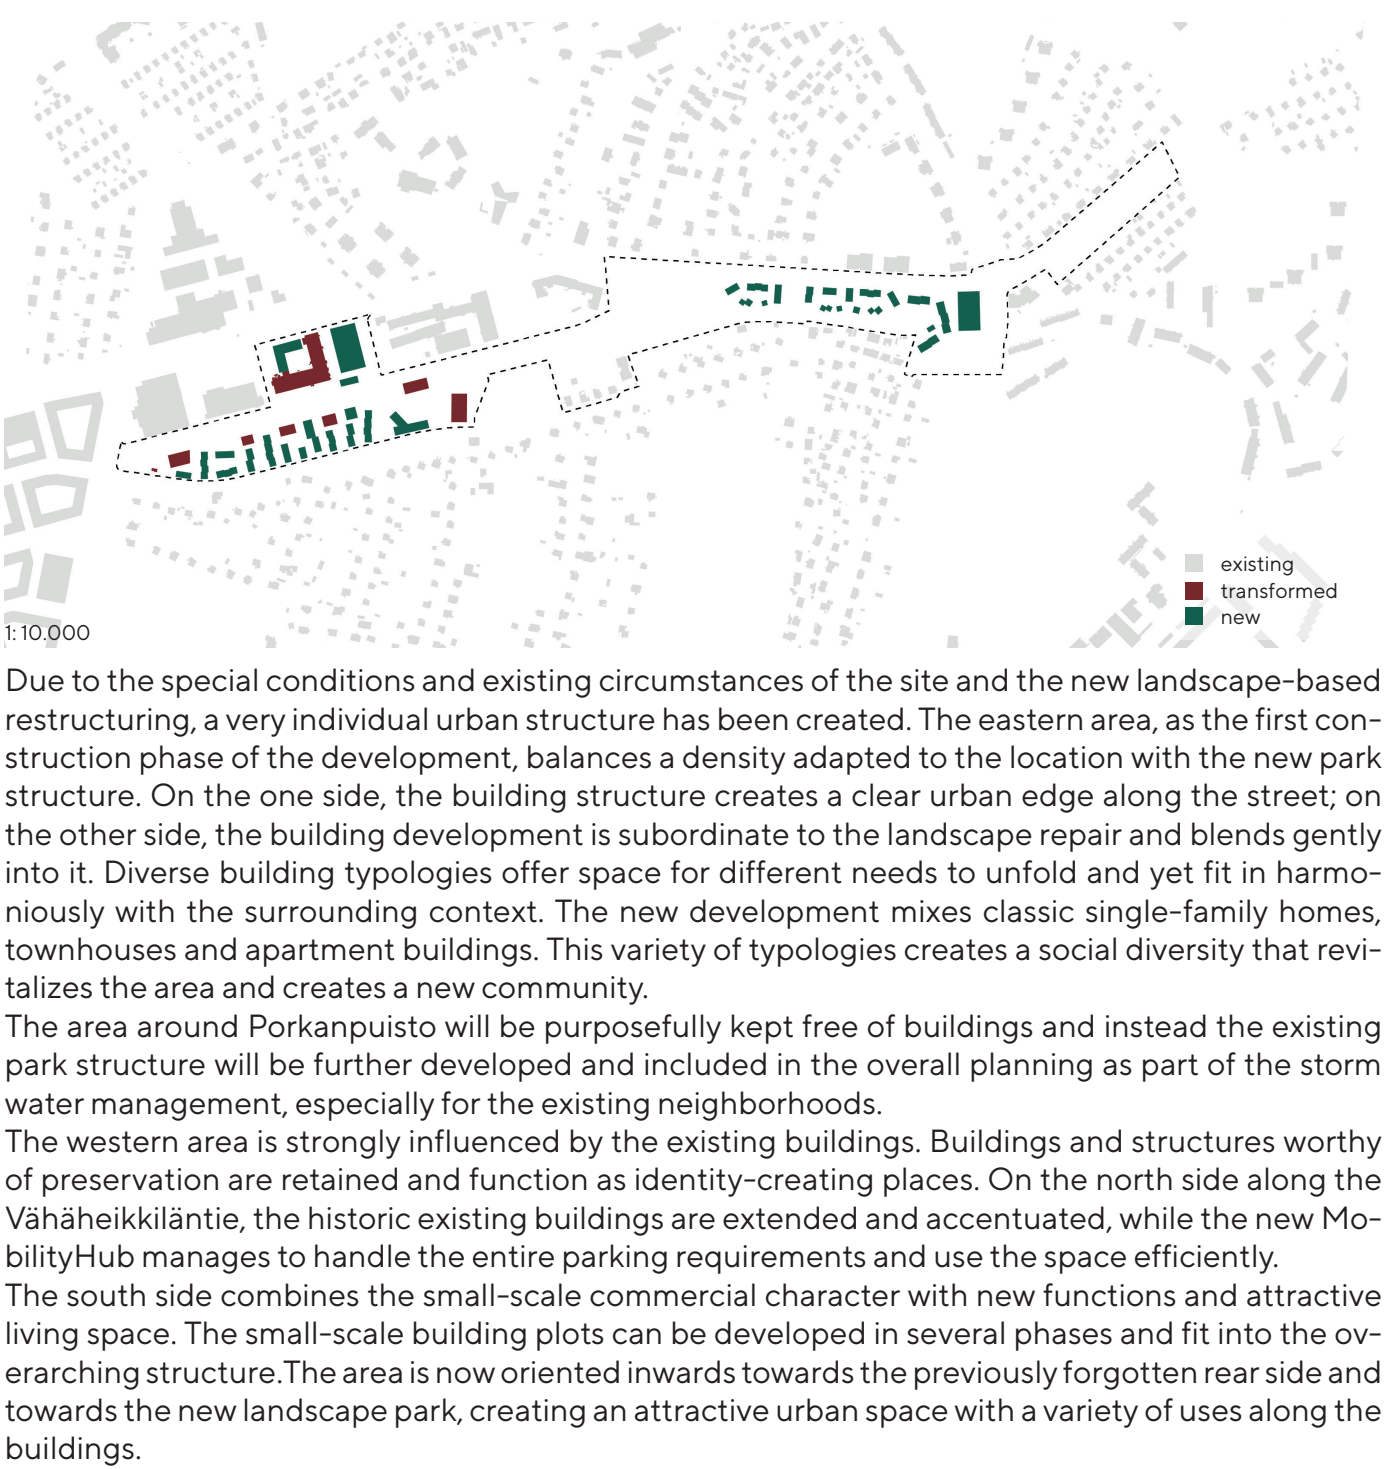 existing
transformed
new
1: 10.000
Due to the special conditions and existing circumstances of the site and the new landscape-based
restructuring, a very individual urban structure has been created. The eastern area, as the first con-
struction phase of the development, balances a density adapted to the location with the new park
structure. On the one side, the building structure creates a clear urban edge along the street; on
the other side, the building development is subordinate to the landscape repair and blends gently
into it. Diverse building typologies offer space for different needs to unfold and yet fit in harmo-
niously with the surrounding context. The new development mixes classic single-family homes,
townhouses and apartment buildings. This variety of typologies creates a social diversity that revi-
talizes the area and creates a new community.
The area around Porkanpuisto will be purposefully kept free of buildings and instead the existing
park structure will be further developed and included in the overall planning as part of the storm
water management, especially for the existing neighborhoods.
The western area is strongly influenced by the existing buildings. Buildings and structures worthy
of preservation are retained and function as identity-creating places. On the north side along the
Vähäheikkiläntie, the historic existing buildings are extended and accentuated, while the new Mo-
bilityHub manages to handle the entire parking requirements and use the space efficiently.
The south side combines the small-scale commercial character with new functions and attractive
living space. The small-scale building plots can be developed in several phases and fit into the ov-
erarching structure.The area is now oriented inwards towards the previously forgotten rear side and
towards the new landscape park, creating an attractive urban space with a variety of uses along the
buildings.